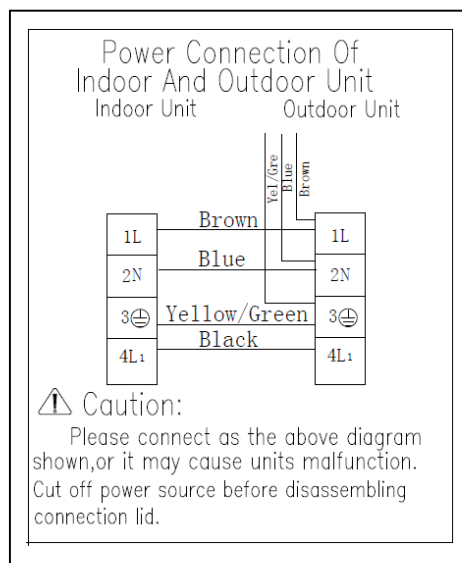 Power Connection Of
Indoor And Outdoor Unit
Indoor Unit Outdoor Unit
Yel/Gre
Blue
Brown
1L Brown 1L
2N Blue 2N
3 Yellow/Green 3
4L1 Black 4L1
Caution:
Please connect as the above diagram
shown,or it may cause units malfunction.
Cut off power source before disassembling
connection lid.